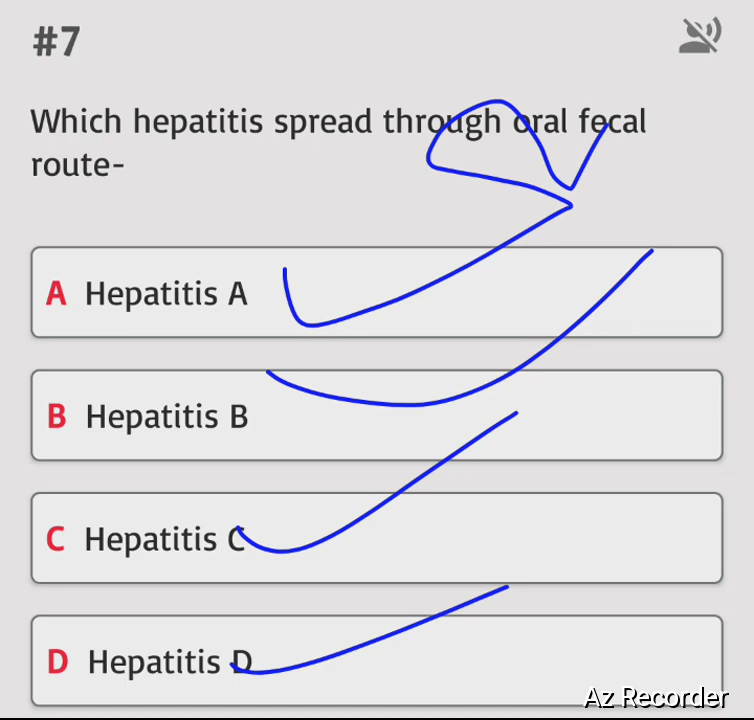 #7
Which hepatitis spread through oral fecal
route-
A Hepatitis A
B Hepatitis B
C Hepatitis C
D Hepatitis D
Az Recorder